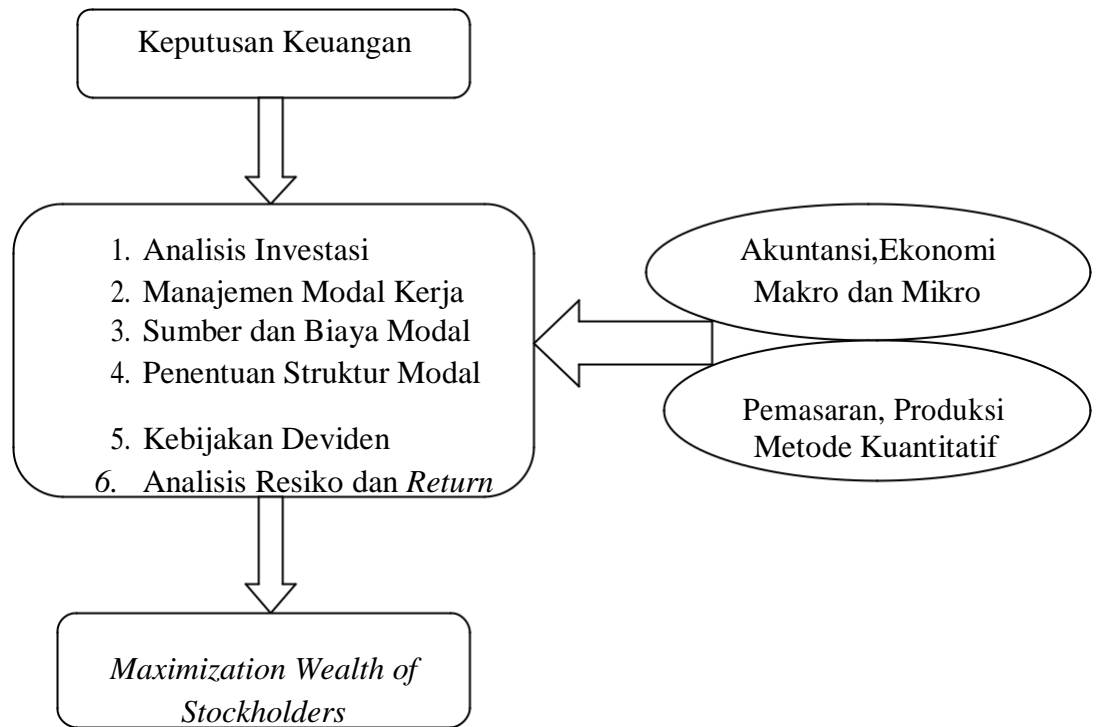 Keputusan Keuangan
1. Analisis Investasi
2. Manajemen Modal Kerja
3. Sumber dan Biaya Modal
4. Penentuan Struktur Modal
5. Kebijakan Deviden
6. Analisis Resiko dan Return
Akuntansi,Ekonomi
Makro dan Mikro
Pemasaran, Produksi
Metode Kuantitatif
Maximization Wealth of
Stockholders